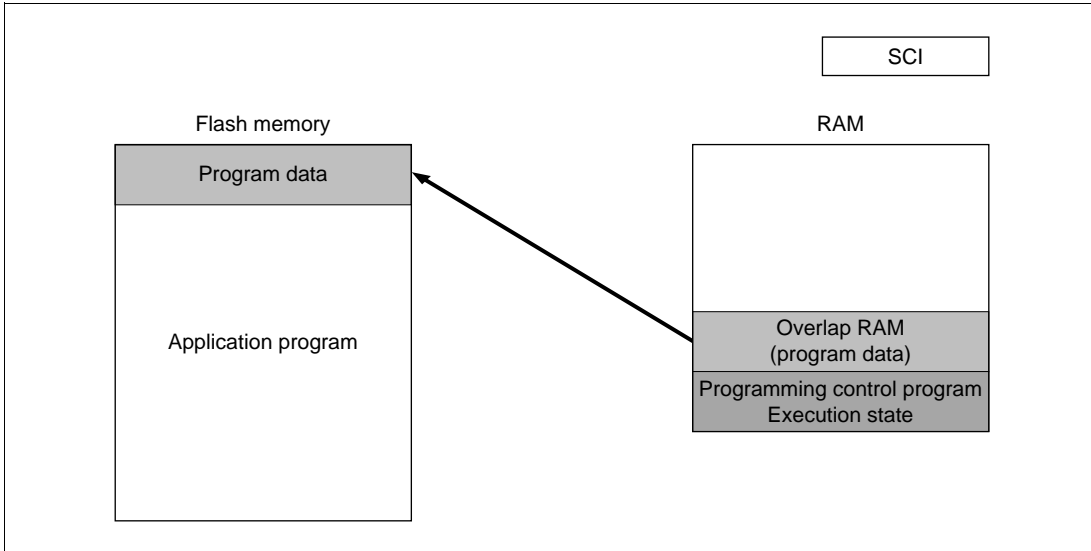 SCI
Flash memory
RAM
Program data
Application program
Overlap RAM
(program data)
Programming control program
Execution state